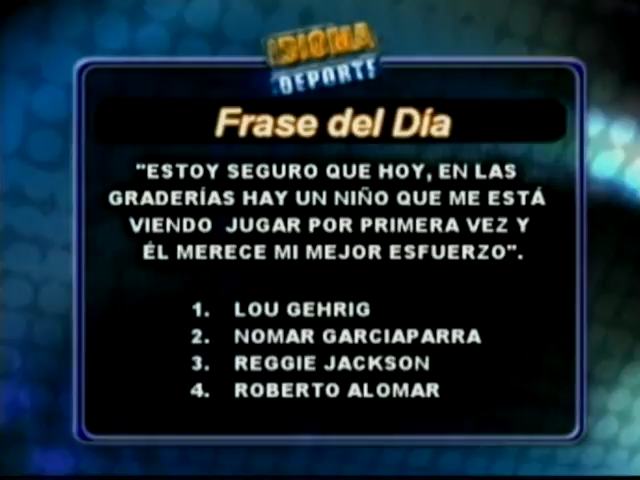 IDIOMA
DEPORTE
Frase del Día
"ESTOY SEGURO QUE HOY, EN LAS
GRADERÍAS HAY UN NIÑO QUE ME ESTÁ
VIENDO JUGAR POR PRIMERA VEZ Y
ÉL MERECE MI MEJOR ESFUERZO".
1. LOU GEHRIG
2. NOMAR GARCIAPARRA
3. REGGIE JACKSON
4. ROBERTO ALOMAR